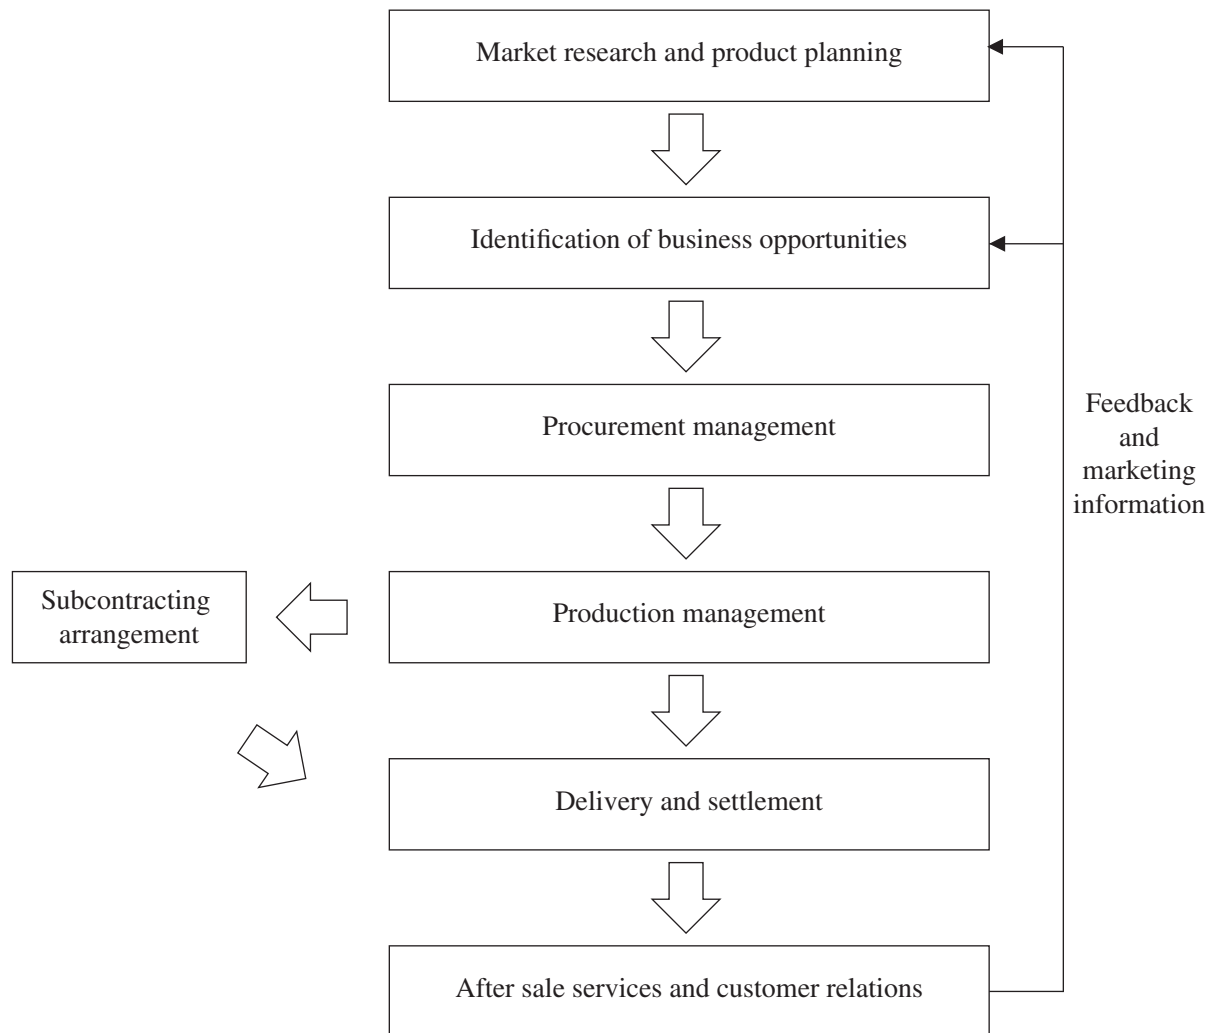 Market research and product planning
Identification of business opportunities
Procurement management
Feedback
and
marketing
information
Subcontracting
arrangement
Production management
Delivery and settlement
After sale services and customer relations